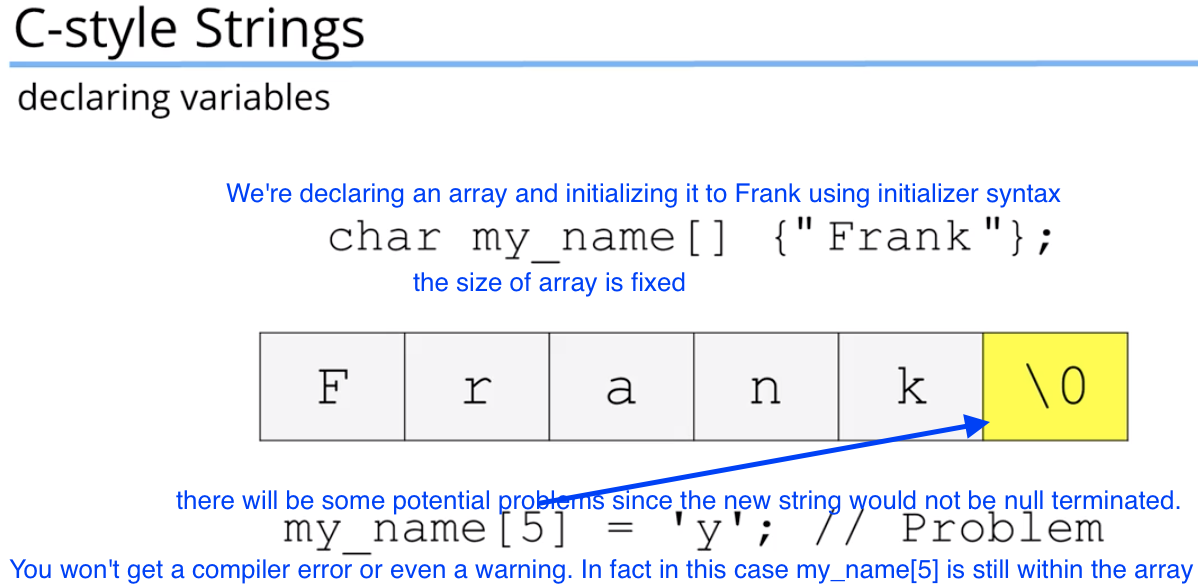 C-style Strings
declaring variables
We're declaring an array and initializing it to Frank using initializer syntax
char my_name[] {"Frank"};
the size of array is fixed
F r a n k \0
there will be some potential problems since the new string would not be null terminated.
my_name[5] = 'y'; // Problem
You won't get a compiler error or even a warning. In fact in this case my_name[5] is still within the array